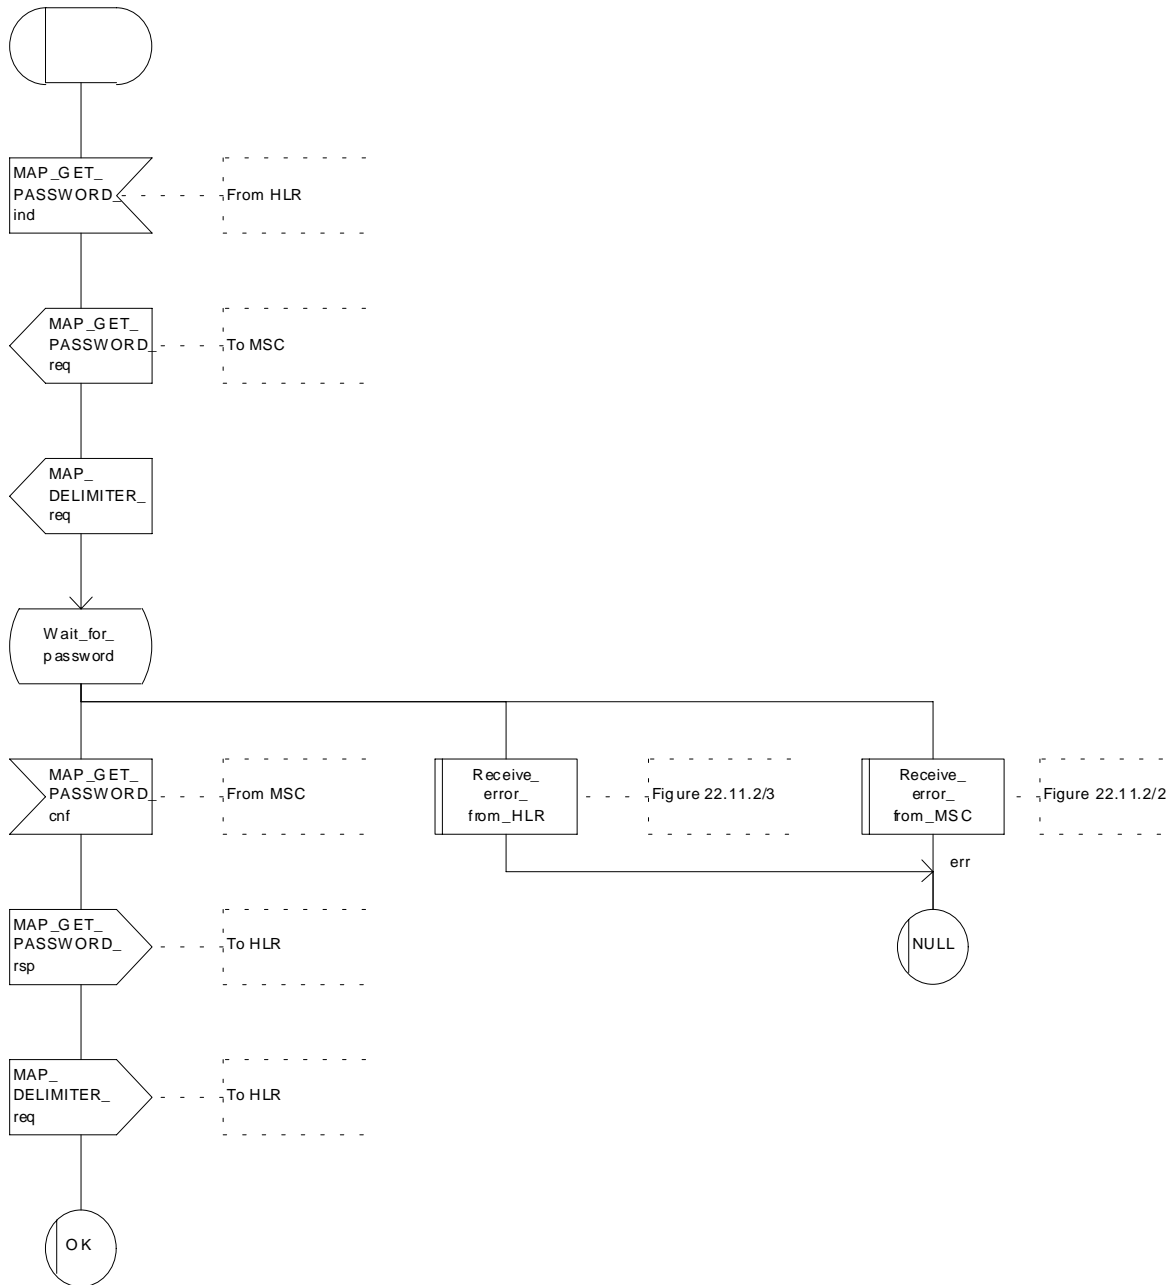 MAP_GET_
PASSWORD_
ind
From HLR
MAP_GET_
PASSWORD_
req
To MSC
MAP_
DELIMITER_
req
Wait_for_
password
MAP_GET_
PASSWORD_
cnf
From MSC
Receive_
error_
from_HLR
Figure 22.11.2/3
Receive_
error_
from_MSC
Figure 22.11.2/2
err
MAP_GET_
PASSWORD_
rsp
To HLR
NULL
MAP_
DELIMITER_
req
To HLR
OK